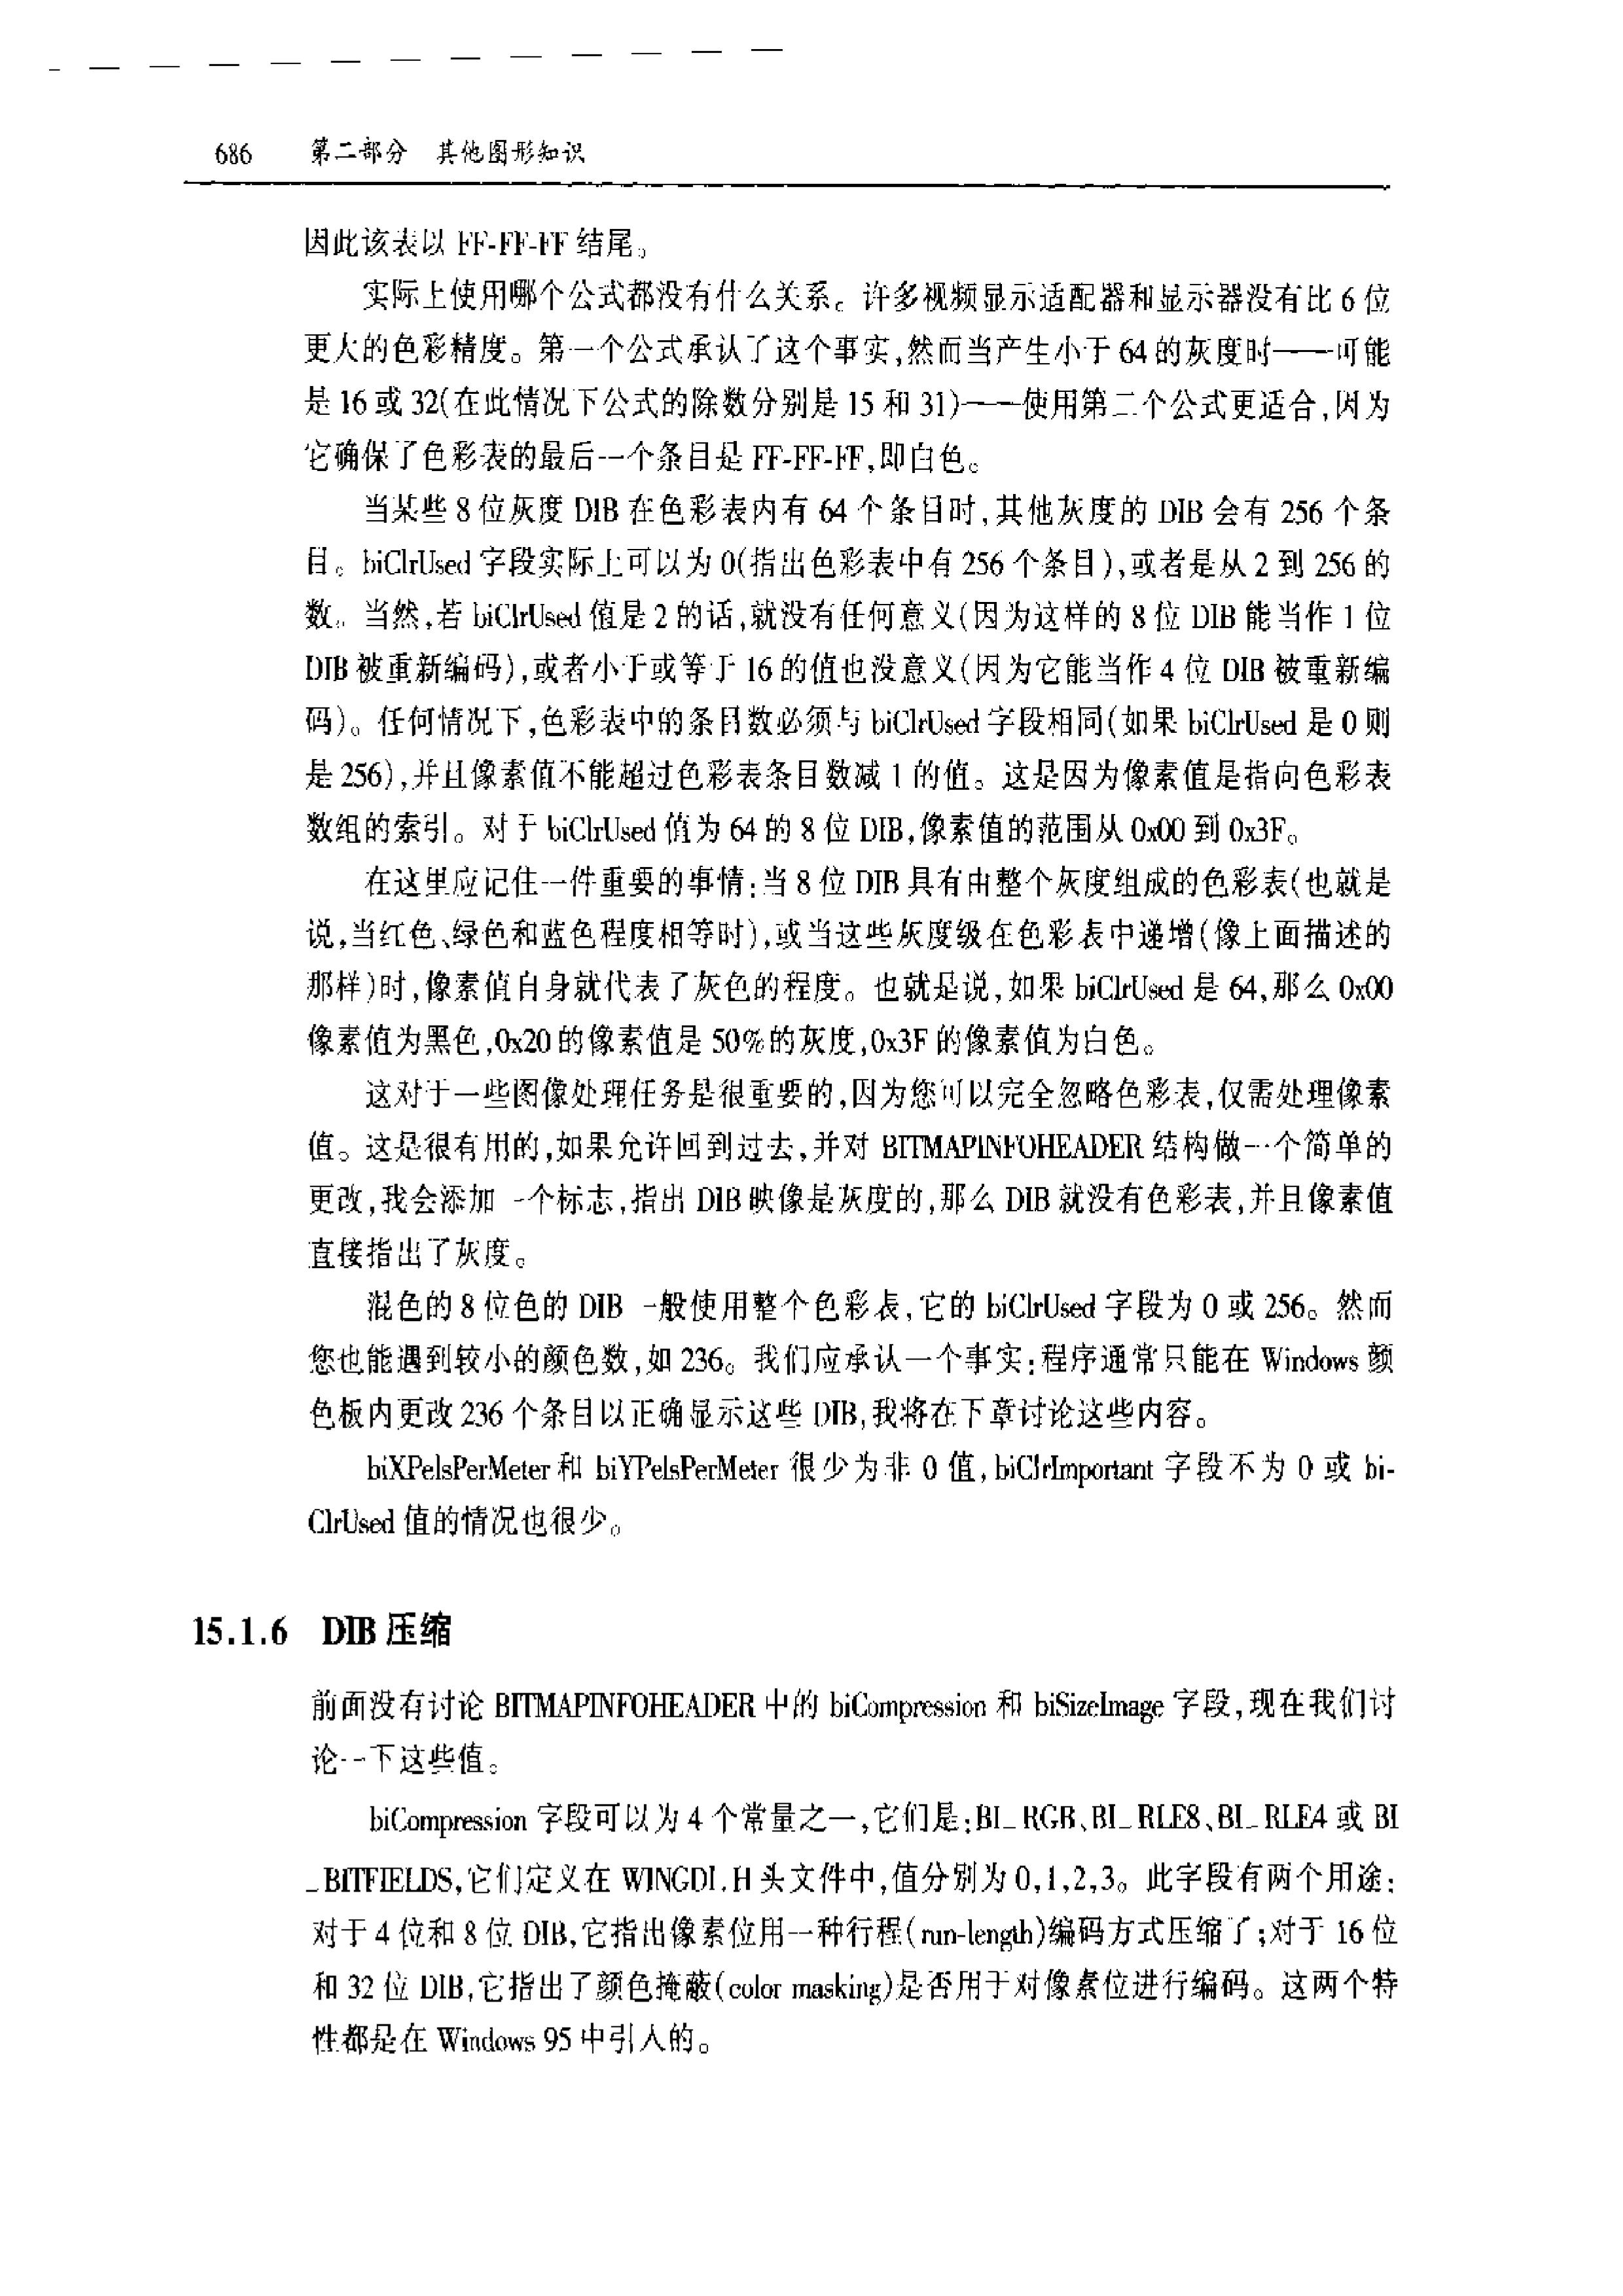 686 第二部分 其他图形知识
因此该表以 FF-FF-FF 结尾。
实际上使用哪个公式都没有什么关系。许多视频显示适配器和显示器没有比 6 位
更大的色彩精度。第一个公式承认了这个事实,然而当产生小于 64 的灰度时——可能
是 16 或 32(在此情况下公式的除数分别是 15 和 31)——使用第二个公式更适合,因为
它确保了色彩表的最后一个条目是 FF-FF-FF,即白色。
当某些 8 位灰度 DIB 在色彩表内有 64 个条目时,其他灰度的 DIB 会有 256 个条
目。biClrUsed 字段实际上可以为 0(指出色彩表中有 256 个条目),或者是从 2 到 256 的
数。当然,若 biClrUsed 值是 2 的话,就没有任何意义(因为这样的 8 位 DIB 能当作 1 位
DIB 被重新编码),或者小于或等于 16 的值也没意义(因为它能当作 4 位 DIB 被重新编
码)。任何情况下,色彩表中的条目数必须与 biClrUsed 字段相同(如果 biClrUsed 是 0 则
是 256),并且像素值不能超过色彩表条目数减 1 的值。这是因为像素值是指向色彩表
数组的索引。对于 biClrUsed 值为 64 的 8 位 DIB,像素值的范围从 0x00 到 0x3F。
在这里应记住一件重要的事情:当 8 位 DIB 具有由整个灰度组成的色彩表(也就是
说,当红色、绿色和蓝色程度相等时),或当这些灰度级在色彩表中递增(像上面描述的
那样)时,像素值自身就代表了灰色的程度。也就是说,如果 biClrUsed 是 64,那么 0x00
像素值为黑色,0x20 的像素值是 50%的灰度,0x3F 的像素值为白色。
这对于一些图像处理任务是很重要的,因为您可以完全忽略色彩表,仅需处理像素
值。这是很有用的,如果允许回到过去,并对 BITMAPINFOHEADER 结构做一个简单的
更改,我会添加一个标志,指出 DIB 映像是灰度的,那么 DIB 就没有色彩表,并且像素值
直接指出了灰度。
混色的 8 位色的 DIB 一般使用整个色彩表,它的 biClrUsed 字段为 0 或 256。然而
您也能遇到较小的颜色数,如 236。我们应承认一个事实:程序通常只能在 Windows 颜
色板内更改 236 个条目以正确显示这些 DIB,我将在下章讨论这些内容。
biXPelsPerMeter 和 biYPelsPerMeter 很少为非 0 值,biClrImportant 字段不为 0 或 bi-
ClrUsed 值的情况也很少。
15.1.6 DIB 压缩
前面没有讨论 BITMAPINFOHEADER 中的 biCompression 和 biSizeImage 字段,现在我们讨
论一下这些值。
biCompression 字段可以为 4 个常量之一,它们是:BI_RGB、BI_RLE8、BI_RLE4 或 BI
_BITFIELDS,它们定义在 WINGDI.H 头文件中,值分别为 0,1,2,3。此字段有两个用途:
对于 4 位和 8 位 DIB,它指出像素位用一种行程(run-length)编码方式压缩了;对于 16 位
和 32 位 DIB,它指出了颜色掩蔽(color masking)是否用于对像素位进行编码。这两个特
性都是在 Windows 95 中引入的。